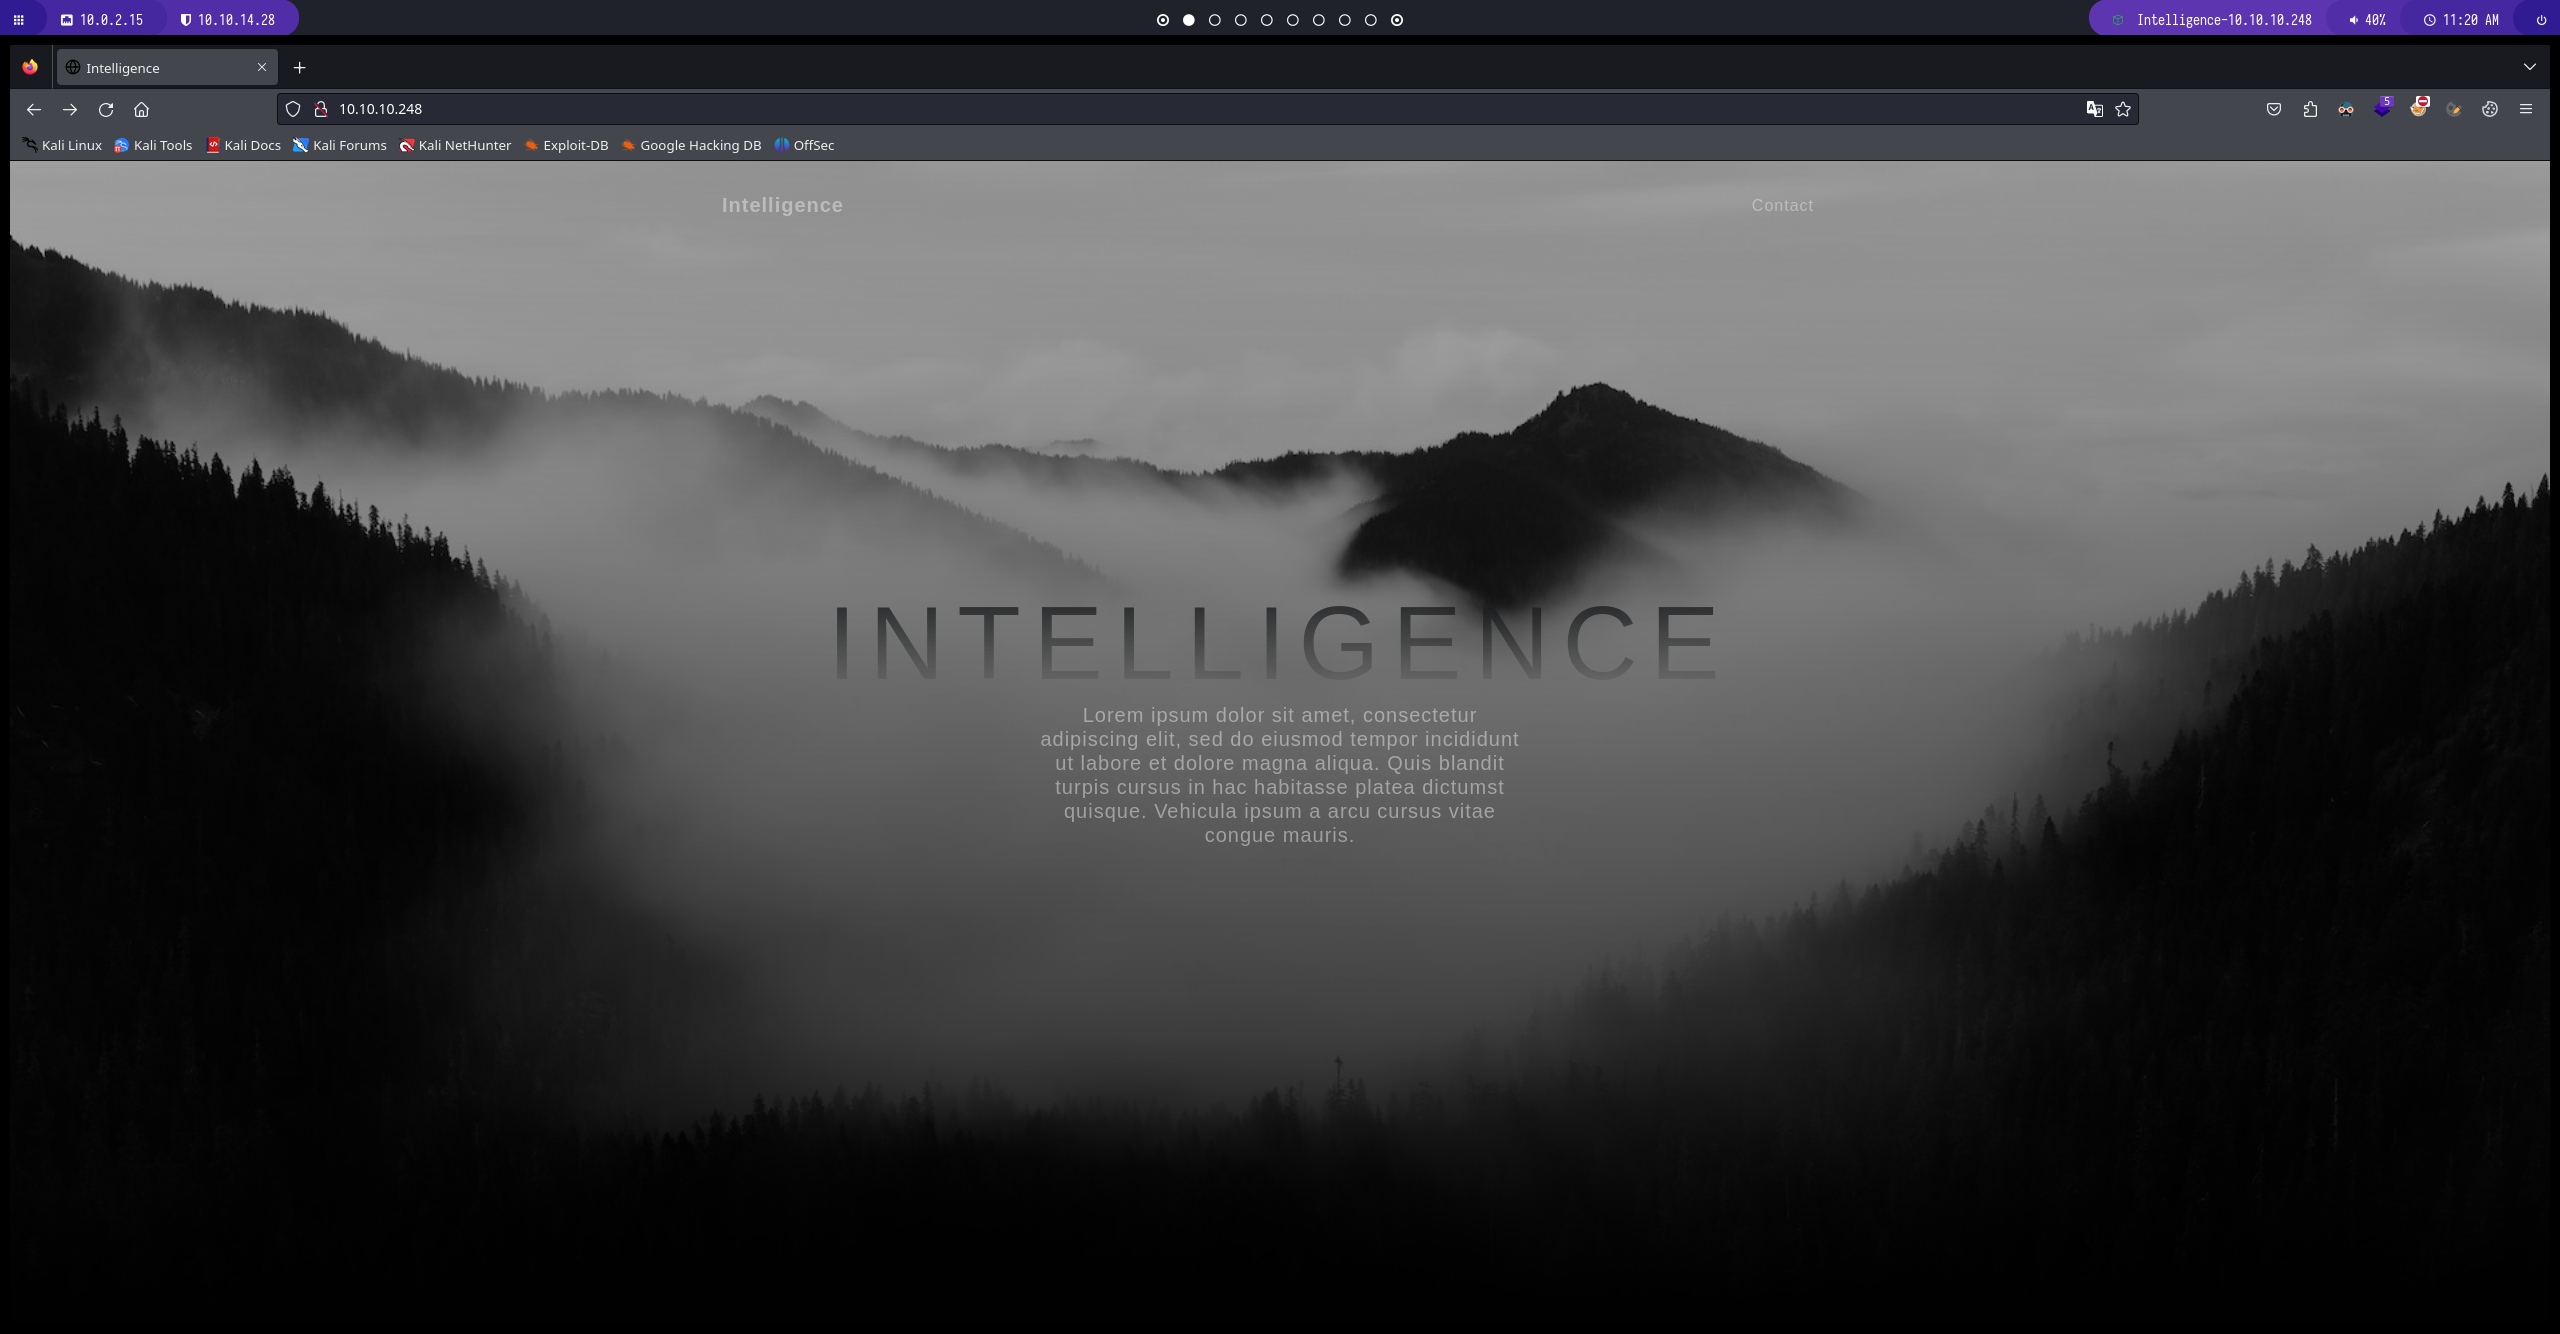 10.0.2.15 10.10.14.28 Intelligence-10.10.10.248 40% 11:20 AM
Intelligence
10.10.10.248 5
Kali Linux Kali Tools Kali Docs Kali Forums Kali NetHunter Exploit-DB Google Hacking DB OffSec
Intelligence Contact
INTELLIGENCE
Lorem ipsum dolor sit amet, consectetur
adipiscing elit, sed do eiusmod tempor incididunt
ut labore et dolore magna aliqua. Quis blandit
turpis cursus in hac habitasse platea dictumst
quisque. Vehicula ipsum a arcu cursus vitae
congue mauris.